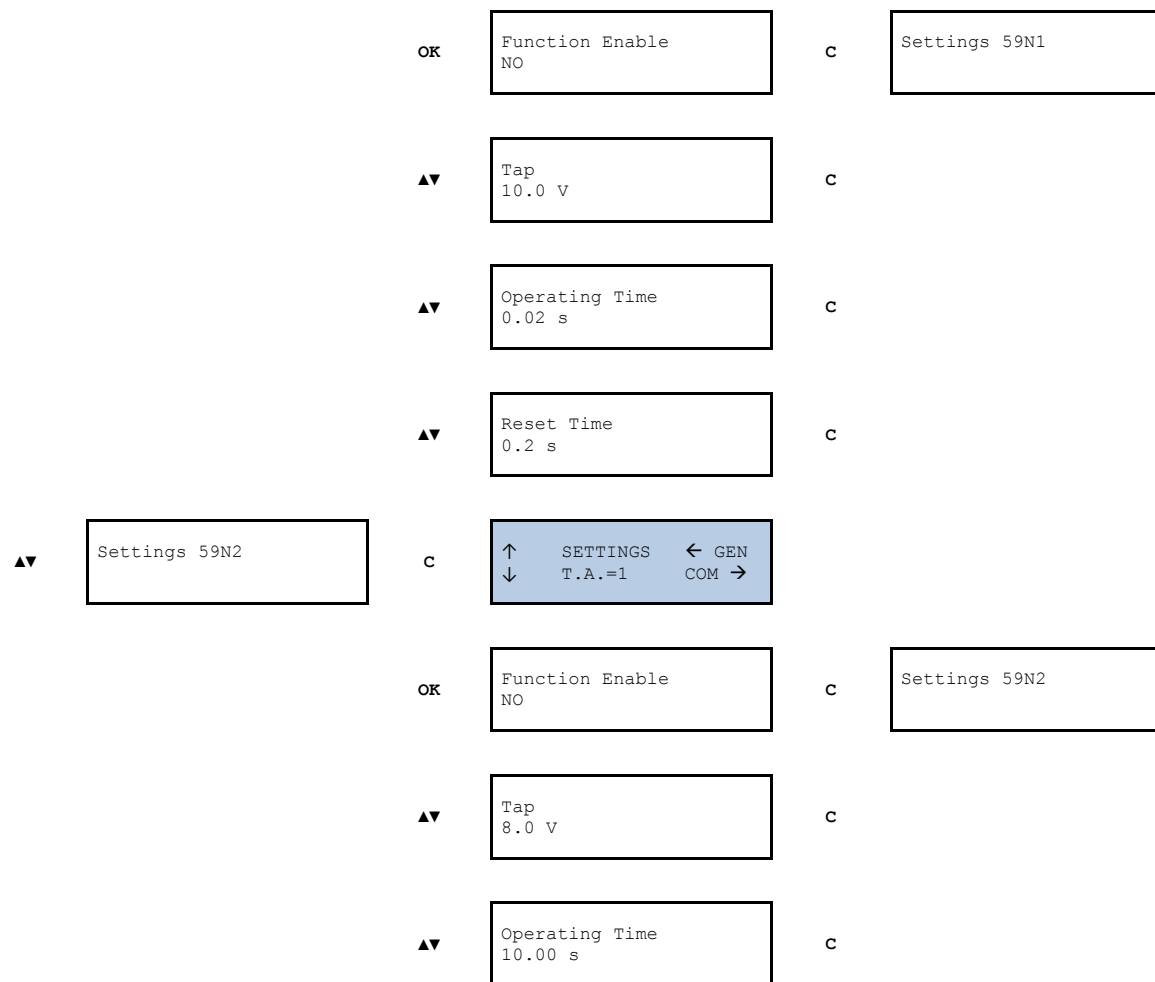 OK
Function Enable
NO
C
Settings 59N1
▲▼
Tap
10.0 V
C
▲▼
Operating Time
0.02 s
C
▲▼
Reset Time
0.2 s
C
▲▼
Settings 59N2
C
↑ SETTINGS ← GEN
↓ T.A.=1 COM →
OK
Function Enable
NO
C
Settings 59N2
▲▼
Tap
8.0 V
C
▲▼
Operating Time
10.00 s
C